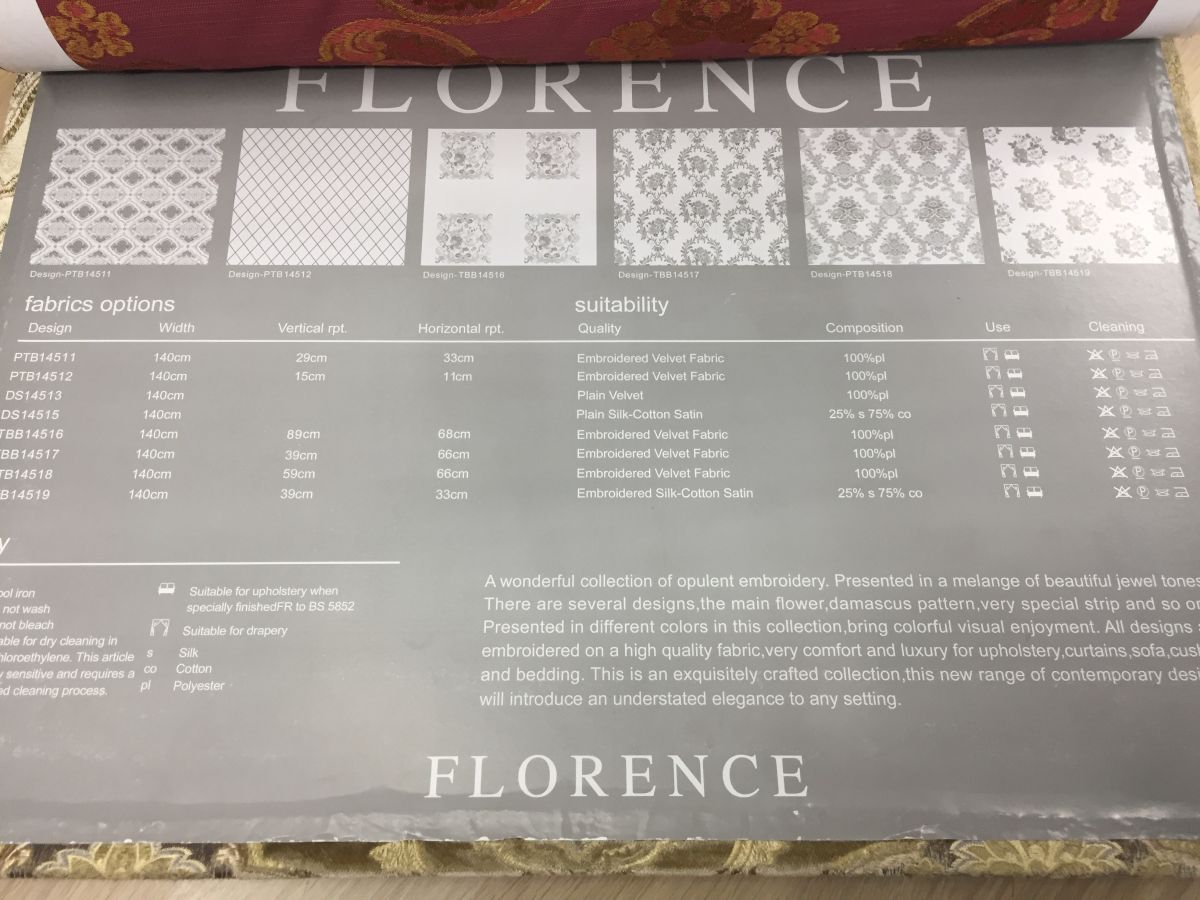 FLORENCE
Design-PTB14511 Design-PTB14512 Design-TBB14516 Design-TBB14517 Design-PTB14518 Design-TBB14519
fabrics options suitability
Design Width Vertical rpt. Horizontal rpt. Quality Composition Use Cleaning
PTB14511 140cm 29cm 33cm Embroidered Velvet Fabric 100%pl
PTB14512 140cm 15cm 11cm Embroidered Velvet Fabric 100%pl
DS14513 140cm Plain Velvet 100%pl
DS14515 140cm Plain Silk-Cotton Satin 25% s 75% co
TBB14516 140cm 89cm 68cm Embroidered Velvet Fabric 100%pl
BB14517 140cm 39cm 66cm Embroidered Velvet Fabric 100%pl
TB14518 140cm 59cm 66cm Embroidered Velvet Fabric 100%pl
B14519 140cm 39cm 33cm Embroidered Silk-Cotton Satin 25% s 75% co
y
ool iron
not wash
not bleach
able for dry cleaning in
hloroethylene. This article
y sensitive and requires a
ed cleaning process.
Suitable for upholstery when
specially finishedFR to BS 5852
Suitable for drapery
s Silk
co Cotton
pl Polyester
A wonderful collection of opulent embroidery. Presented in a melange of beautiful jewel tones
There are several designs,the main flower,damascus pattern,very special strip and so o
Presented in different colors in this collection,bring colorful visual enjoyment. All designs
embroidered on a high quality fabric,very comfort and luxury for upholstery,curtains,sofa,cus
and bedding. This is an exquisitely crafted collection,this new range of contemporary desi
will introduce an understated elegance to any setting.
FLORENCE